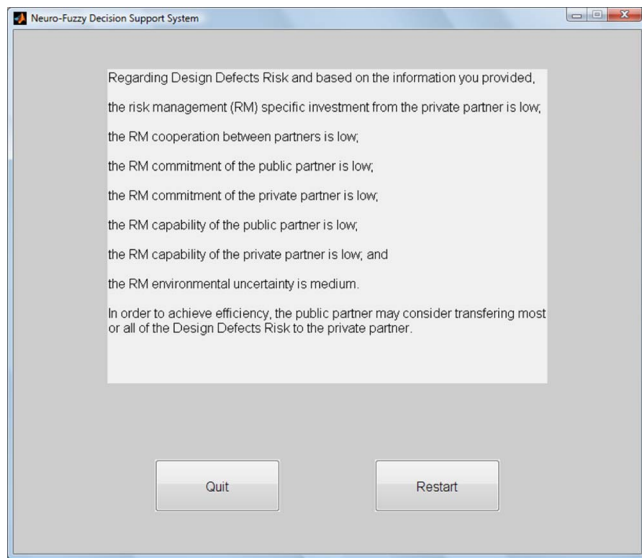 Neuro-Fuzzy Decision Support System
Regarding Design Defects Risk and based on the information you provided,
the risk management (RM) specific investment from the private partner is low;
the RM cooperation between partners is low;
the RM commitment of the public partner is low;
the RM commitment of the private partner is low;
the RM capability of the public partner is low;
the RM capability of the private partner is low; and
the RM environmental uncertainty is medium.
In order to achieve efficiency, the public partner may consider transfering most
or all of the Design Defects Risk to the private partner.
Quit
Restart